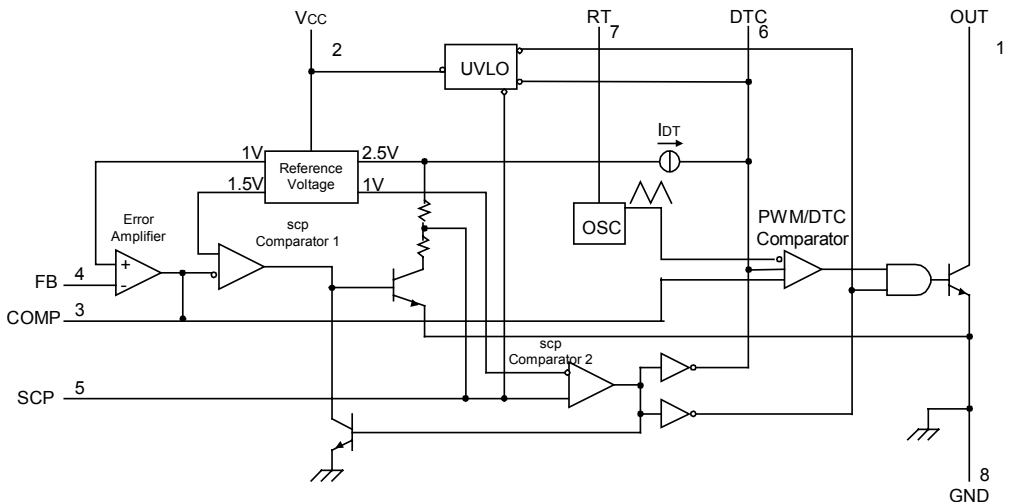 VCC
RT
DTC
OUT
2
7
6
1
UVLO
IDT
1V
2.5V
Reference
Voltage
1.5V
1V
Error
Amplifier
scp
Comparator 1
OSC
PWM/DTC
Comparator
FB
4
+
-
COMP
3
scp
Comparator 2
SCP
5
8
GND